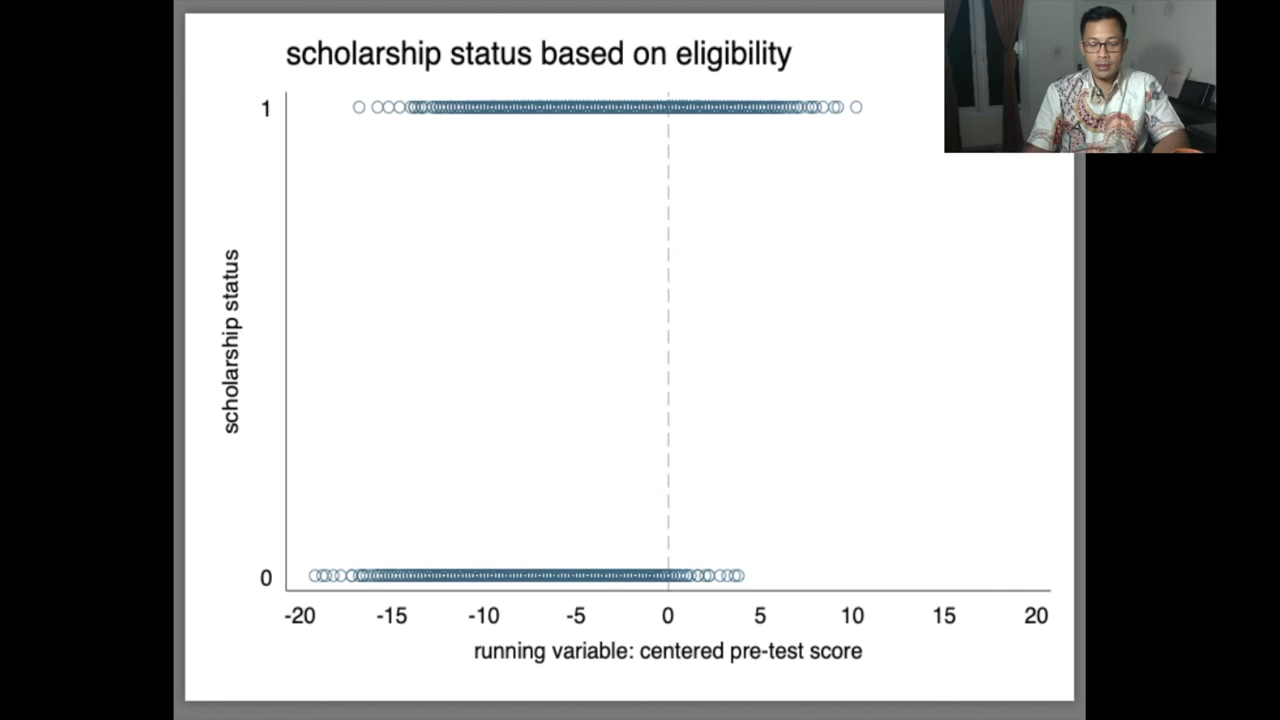 scholarship status based on eligibility
1
scholarship status
0
-20 -15 -10 -5 0 5 10 15 20
running variable: centered pre-test score